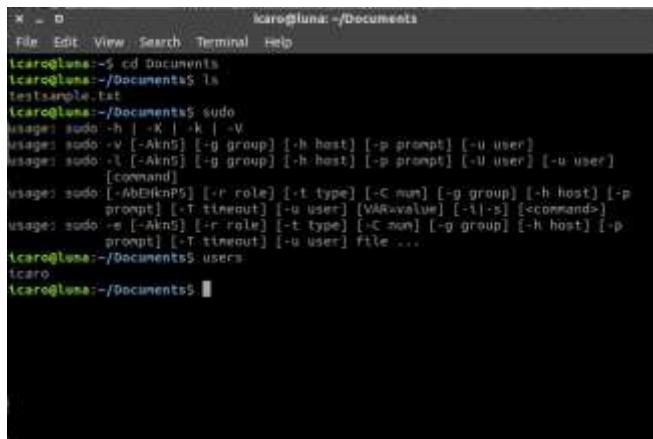 icaro@luna: ~/Documents
File Edit View Search Terminal Help
icaro@luna:~$ cd Documents
icaro@luna:~/Documents$ ls
testsample.txt
icaro@luna:~/Documents$ sudo
usage: sudo -h | -K | -k | -V
usage: sudo -v [-AknS] [-g group] [-h host] [-p prompt] [-u user]
usage: sudo -l [-AknS] [-g group] [-h host] [-p prompt] [-U user] [-u user]
[command]
usage: sudo [-AbEHknPS] [-r role] [-t type] [-C num] [-g group] [-h host] [-p
prompt] [-T timeout] [-u user] [VAR=value] [-i|-s] [<command>]
usage: sudo -e [-AknS] [-r role] [-t type] [-C num] [-g group] [-h host] [-p
prompt] [-T timeout] [-u user] file ...
icaro@luna:~/Documents$ users
icaro
icaro@luna:~/Documents$